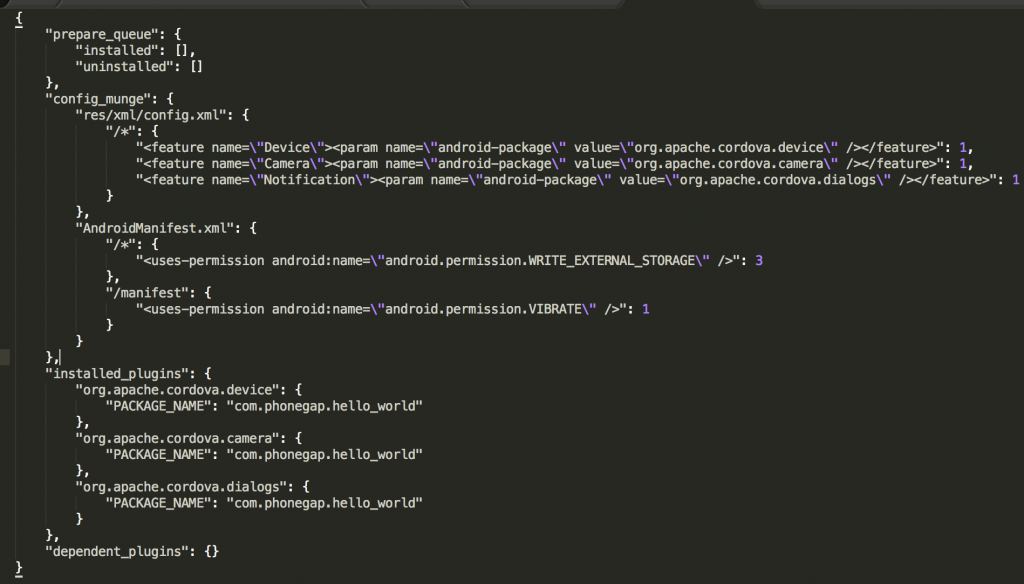 {
    "prepare_queue": {
        "installed": [],
        "uninstalled": []
    },
    "config_munge": {
        "res/xml/config.xml": {
            "/*": {
                "<feature name=\"Device\"><param name=\"android-package\" value=\"org.apache.cordova.device\" /></feature>": 1,
                "<feature name=\"Camera\"><param name=\"android-package\" value=\"org.apache.cordova.camera\" /></feature>": 1,
                "<feature name=\"Notification\"><param name=\"android-package\" value=\"org.apache.cordova.dialogs\" /></feature>": 1
            }
        },
        "AndroidManifest.xml": {
            "/*": {
                "<uses-permission android:name=\"android.permission.WRITE_EXTERNAL_STORAGE\" />": 3
            },
            "/manifest": {
                "<uses-permission android:name=\"android.permission.VIBRATE\" />": 1
            }
        }
    },
    "installed_plugins": {
        "org.apache.cordova.device": {
            "PACKAGE_NAME": "com.phonegap.hello_world"
        },
        "org.apache.cordova.camera": {
            "PACKAGE_NAME": "com.phonegap.hello_world"
        },
        "org.apache.cordova.dialogs": {
            "PACKAGE_NAME": "com.phonegap.hello_world"
        }
    },
    "dependent_plugins": {}
}